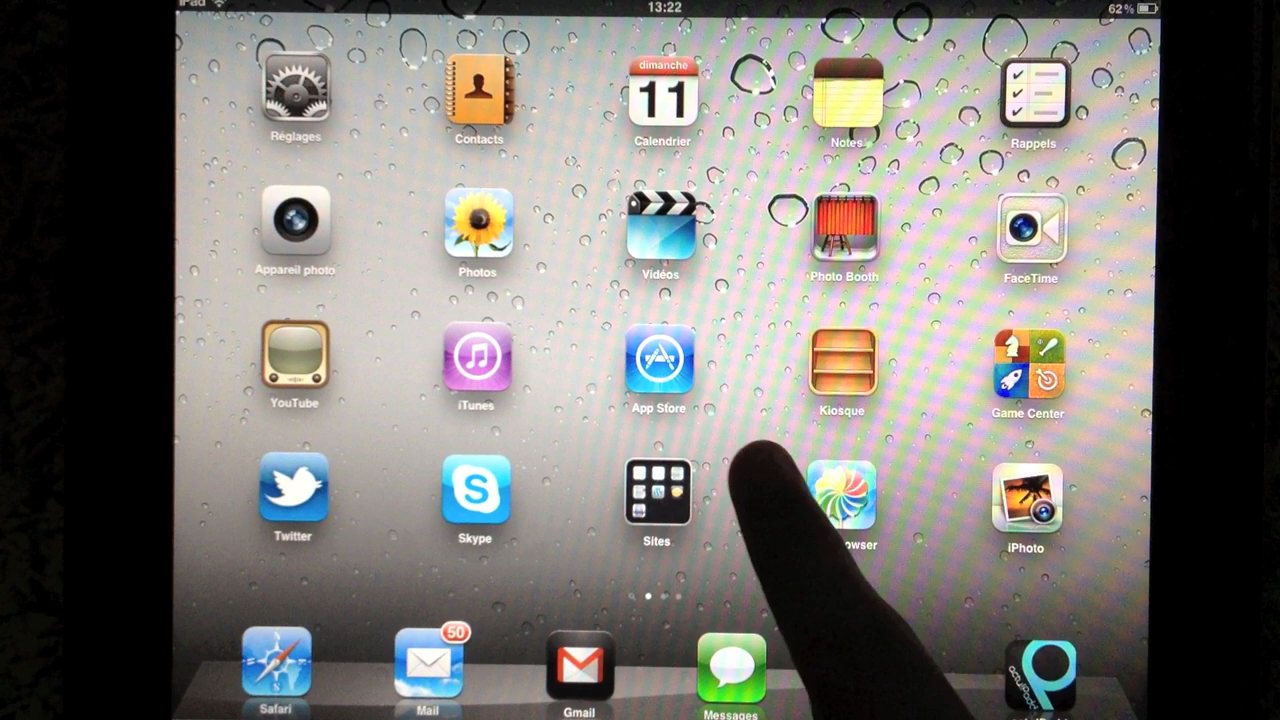 iPad 13:22 62%
dimanche
11
Réglages Contacts Calendrier Notes Rappels
Appareil photo Photos Vidéos Photo Booth FaceTime
YouTube iTunes App Store Kiosque Game Center
S
Twitter Skype Sites iPhoto
50
Safari Mail Gmail Messages